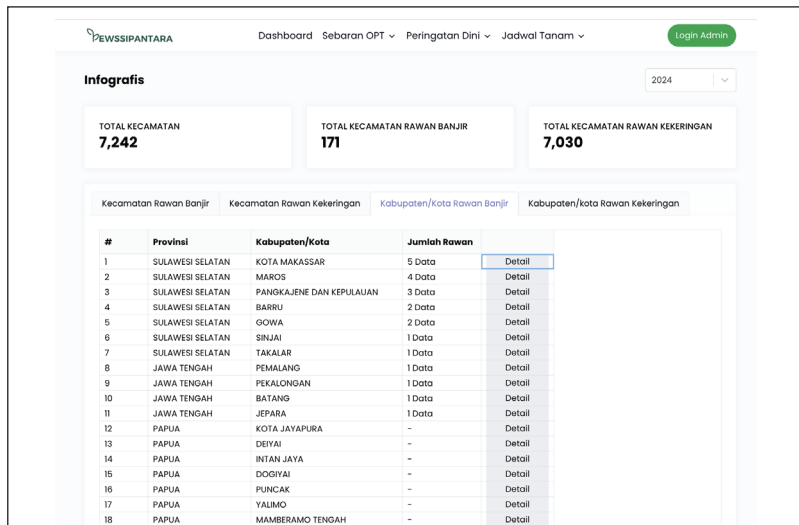 PEWSSIPANTARA Dashboard Sebaran OPT Peringatan Dini Jadwal Tanam Login Admin
Infografis 2024
TOTAL KECAMATAN TOTAL KECAMATAN RAWAN BANJIR TOTAL KECAMATAN RAWAN KEKERINGAN
7,242 171 7,030
Kecamatan Rawan Banjir Kecamatan Rawan Kekeringan Kabupaten/Kota Rawan Banjir Kabupaten/kota Rawan Kekeringan
# Provinsi Kabupaten/Kota Jumlah Rawan
1 SULAWESI SELATAN KOTA MAKASSAR 5 Data Detail
2 SULAWESI SELATAN MAROS 4 Data Detail
3 SULAWESI SELATAN PANGKAJENE DAN KEPULAUAN 3 Data Detail
4 SULAWESI SELATAN BARRU 2 Data Detail
5 SULAWESI SELATAN GOWA 2 Data Detail
6 SULAWESI SELATAN SINJAI 1 Data Detail
7 SULAWESI SELATAN TAKALAR 1 Data Detail
8 JAWA TENGAH PEMALANG 1 Data Detail
9 JAWA TENGAH PEKALONGAN 1 Data Detail
10 JAWA TENGAH BATANG 1 Data Detail
11 JAWA TENGAH JEPARA 1 Data Detail
12 PAPUA KOTA JAYAPURA - Detail
13 PAPUA DEIYAI - Detail
14 PAPUA INTAN JAYA - Detail
15 PAPUA DOGIYAI - Detail
16 PAPUA PUNCAK - Detail
17 PAPUA YALIMO - Detail
18 PAPUA MAMBERAMO TENGAH - Detail